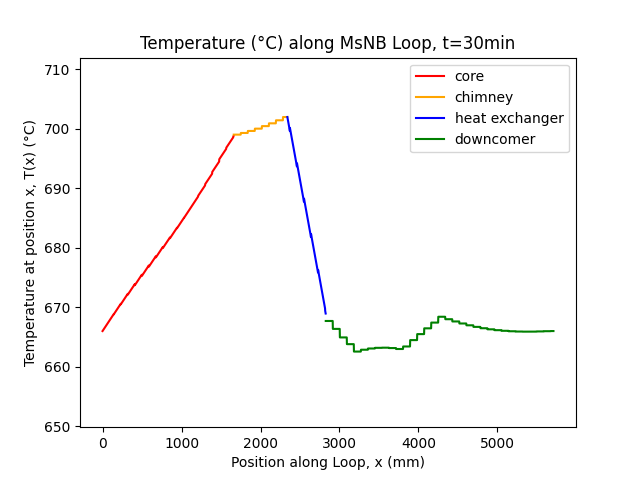 Temperature (°C) along MsNB Loop, t=30min
Temperature at position x, T(x) (°C)
710
700
690
680
670
660
650
core
chimney
heat exchanger
downcomer
0
1000
2000
3000
4000
5000
Position along Loop, x (mm)